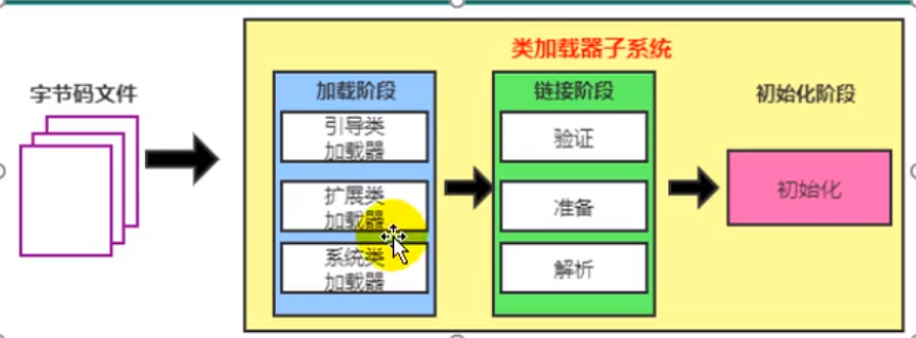 类加载器子系统
字节码文件
加载阶段
引导类
加载器
扩展类
加载器
系统类
加载器
链接阶段
验证
准备
解析
初始化阶段
初始化